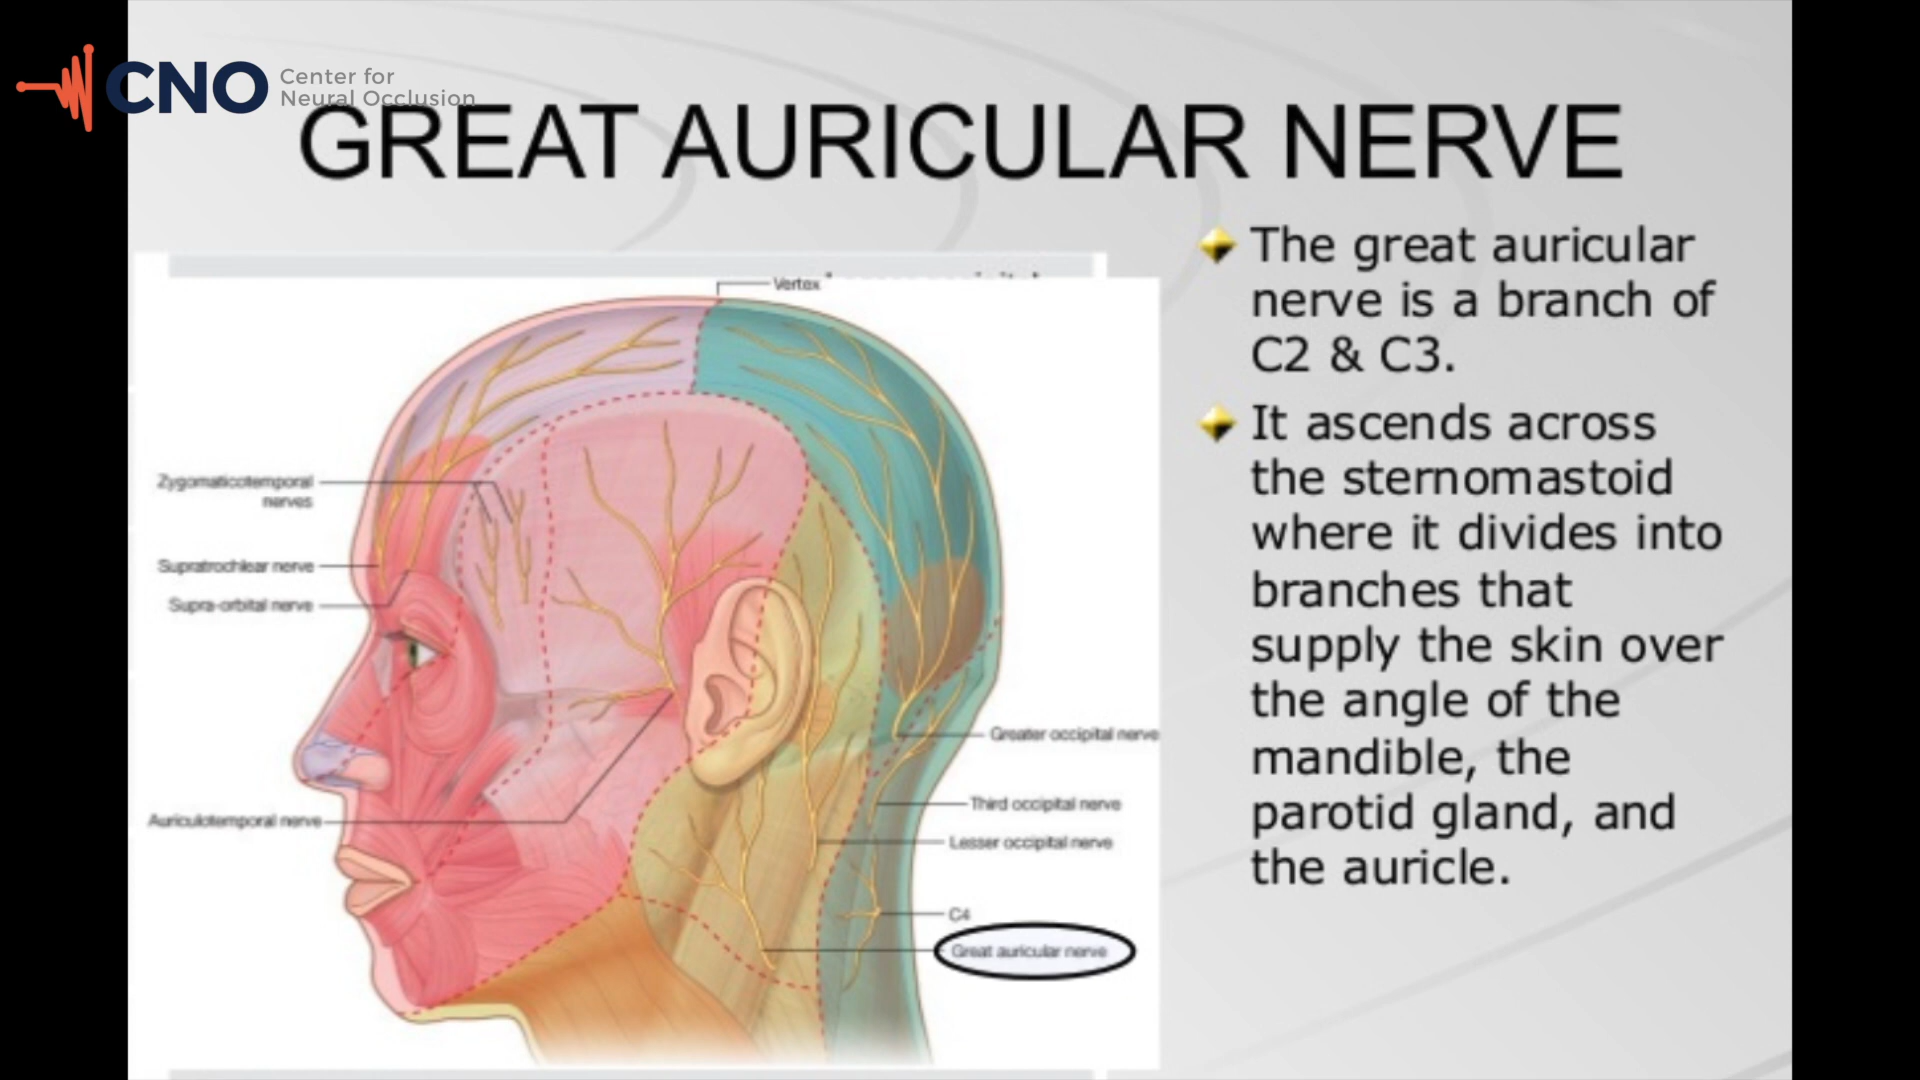 CNO
Center for
Neural Occlusion
GREAT AURICULAR NERVE
The great auricular
nerve is a branch of
C2 & C3.
It ascends across
the sternomastoid
where it divides into
branches that
supply the skin over
the angle of the
mandible, the
parotid gland, and
the auricle.
Vertex
Zygomaticotemporal
nerves
Supratrochlear nerve
Supra-orbital nerve
Auriculotemporal nerve
Greater occipital nerve
Third occipital nerve
Lesser occipital nerve
C4
Great auricular nerve